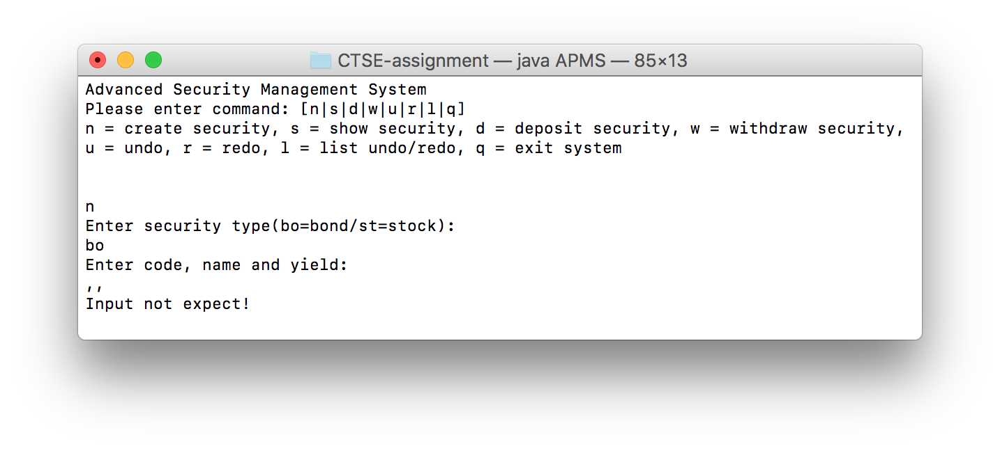 CTSE-assignment — java APMS — 85×13
Advanced Security Management System
Please enter command: [n|s|d|w|u|r|l|q]
n = create security, s = show security, d = deposit security, w = withdraw security,
u = undo, r = redo, l = list undo/redo, q = exit system
n
Enter security type(bo=bond/st=stock):
bo
Enter code, name and yield:
,,
Input not expect!